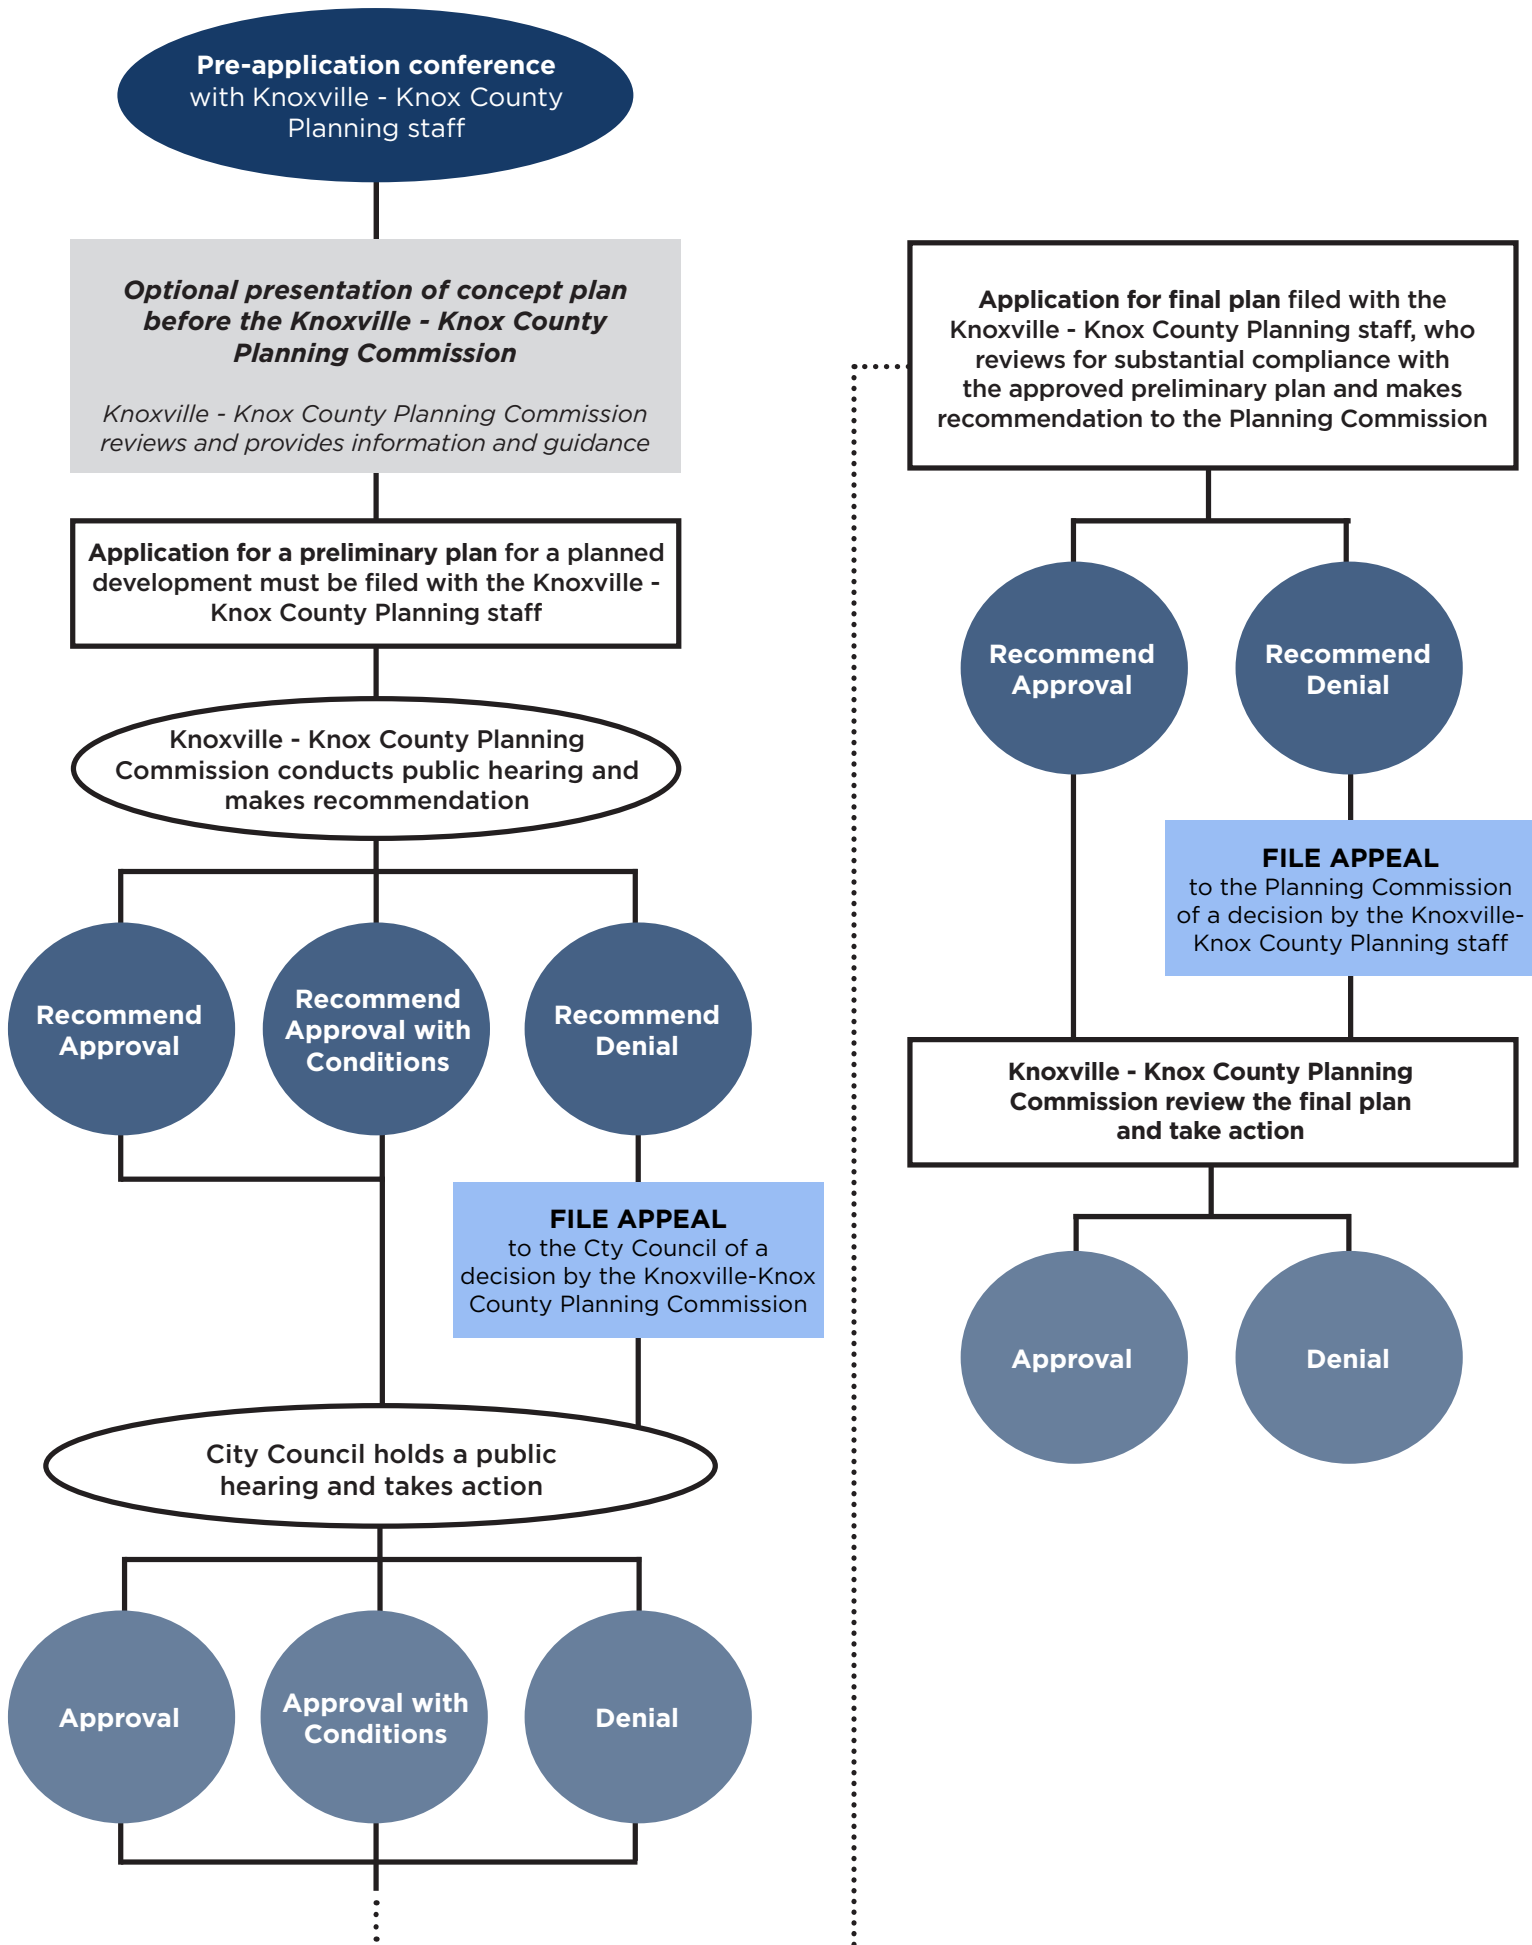 Pre-application conference
with Knoxville - Knox County
Planning staff
Optional presentation of concept plan
before the Knoxville - Knox County
Planning Commission
Knoxville - Knox County Planning Commission
reviews and provides information and guidance
Application for a preliminary plan for a planned
development must be filed with the Knoxville -
Knox County Planning staff
Knoxville - Knox County Planning
Commission conducts public hearing and
makes recommendation
Recommend
Approval
Recommend
Approval with
Conditions
Recommend
Denial
FILE APPEAL
to the Cty Council of a
decision by the Knoxville-Knox
County Planning Commission
City Council holds a public
hearing and takes action
Approval
Approval with
Conditions
Denial
Application for final plan filed with the
Knoxville - Knox County Planning staff, who
reviews for substantial compliance with
the approved preliminary plan and makes
recommendation to the Planning Commission
Recommend
Approval
Recommend
Denial
FILE APPEAL
to the Planning Commission
of a decision by the Knoxville-
Knox County Planning staff
Knoxville - Knox County Planning
Commission review the final plan
and take action
Approval
Denial